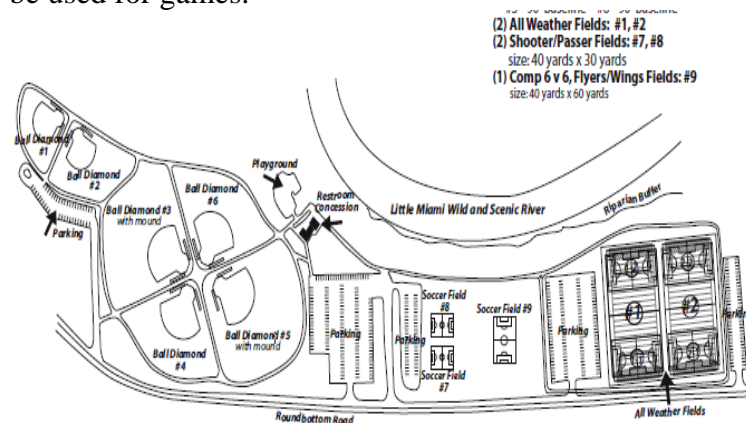 be used for games.
(2) All Weather Fields: #1, #2
(2) Shooter/Passer Fields: #7, #8
size: 40 yards x 30 yards
(1) Comp 6 v 6, Flyers/Wings Fields: #9
size: 40 yards x 60 yards
Ball Diamond
#1
Ball Diamond
#2
Parking
Ball Diamond #3
with mound
Ball Diamond
#6
Playground
Restroom
concession
Little Miami Wild and Scenic River
Riparian Buffer
Ball Diamond
#4
Ball Diamond #5
with mound
Parking
Parking
Soccer Field
#8
Soccer Field
#7
Soccer Field #9
Parking
#1
#2
Parking
All Weather Fields
Roundbottom Road